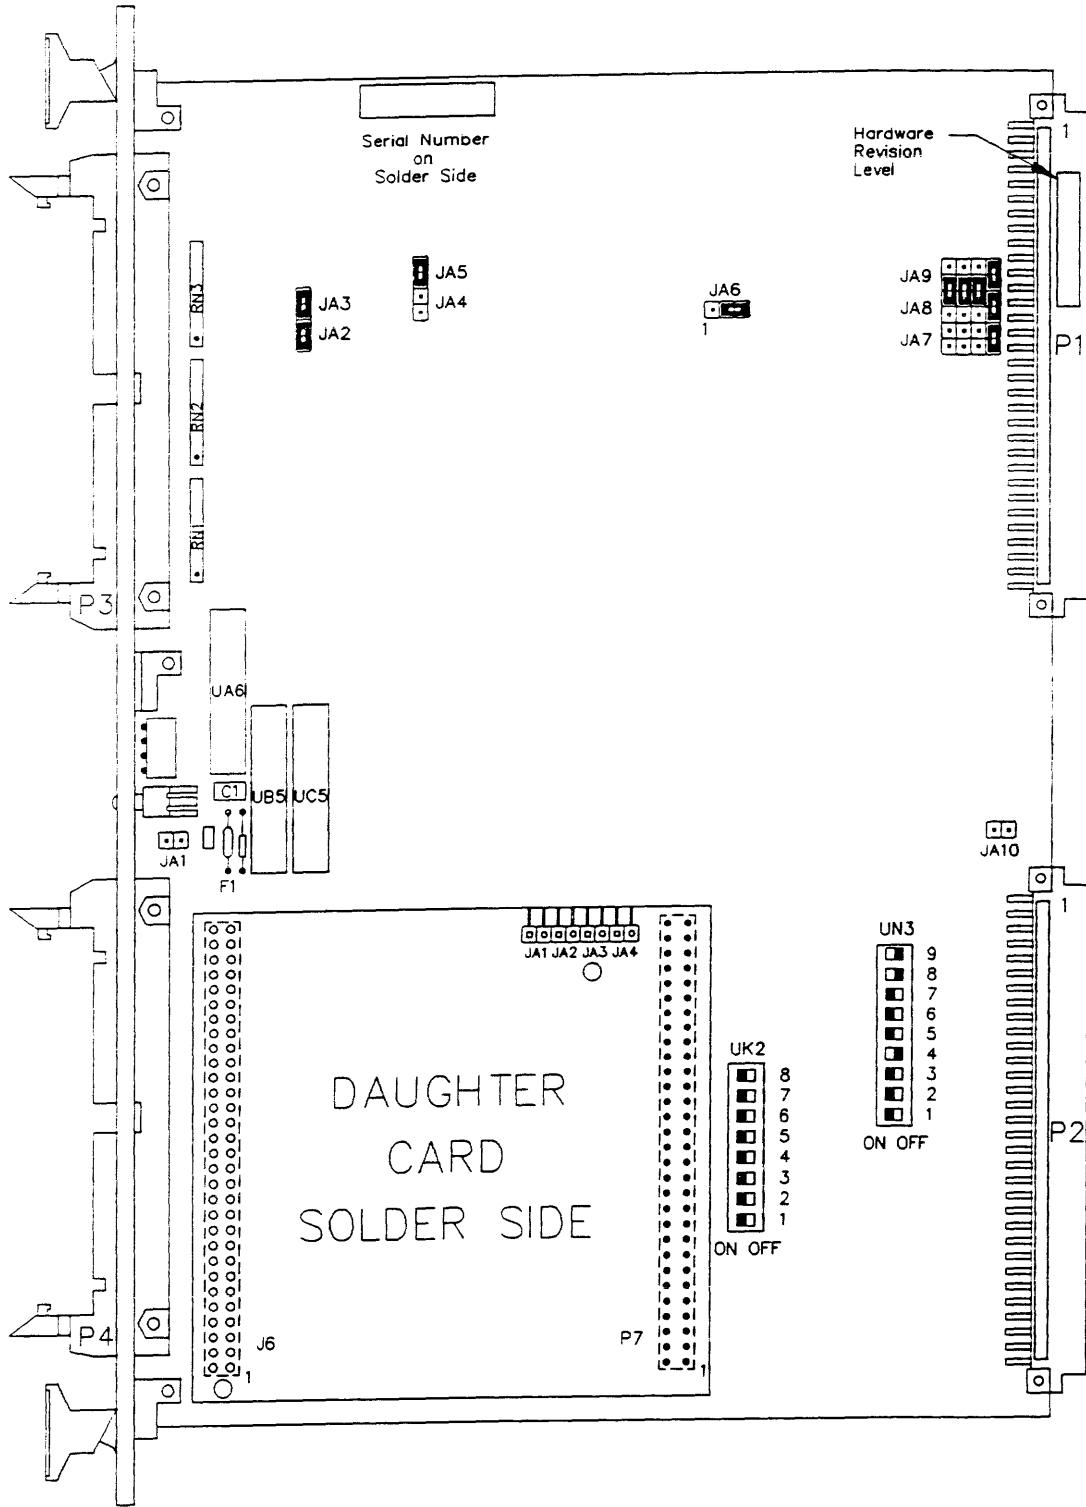 Serial Number
on
Solder Side
Hardware
Revision
Level
1
JA5
JA4
JA3
JA2
JA6
1
JA9
JA8
JA7
P1
RN3
RN2
RN1
P3
UA6
C1
UB5
UC5
JA1
F1
JA10
1
JA1 JA2 JA3 JA4
UN3
9
8
7
6
5
4
3
2
1
ON OFF
UK2
8
7
6
5
4
3
2
1
ON OFF
P2
DAUGHTER
CARD
SOLDER SIDE
P4
J6
1
P7
1